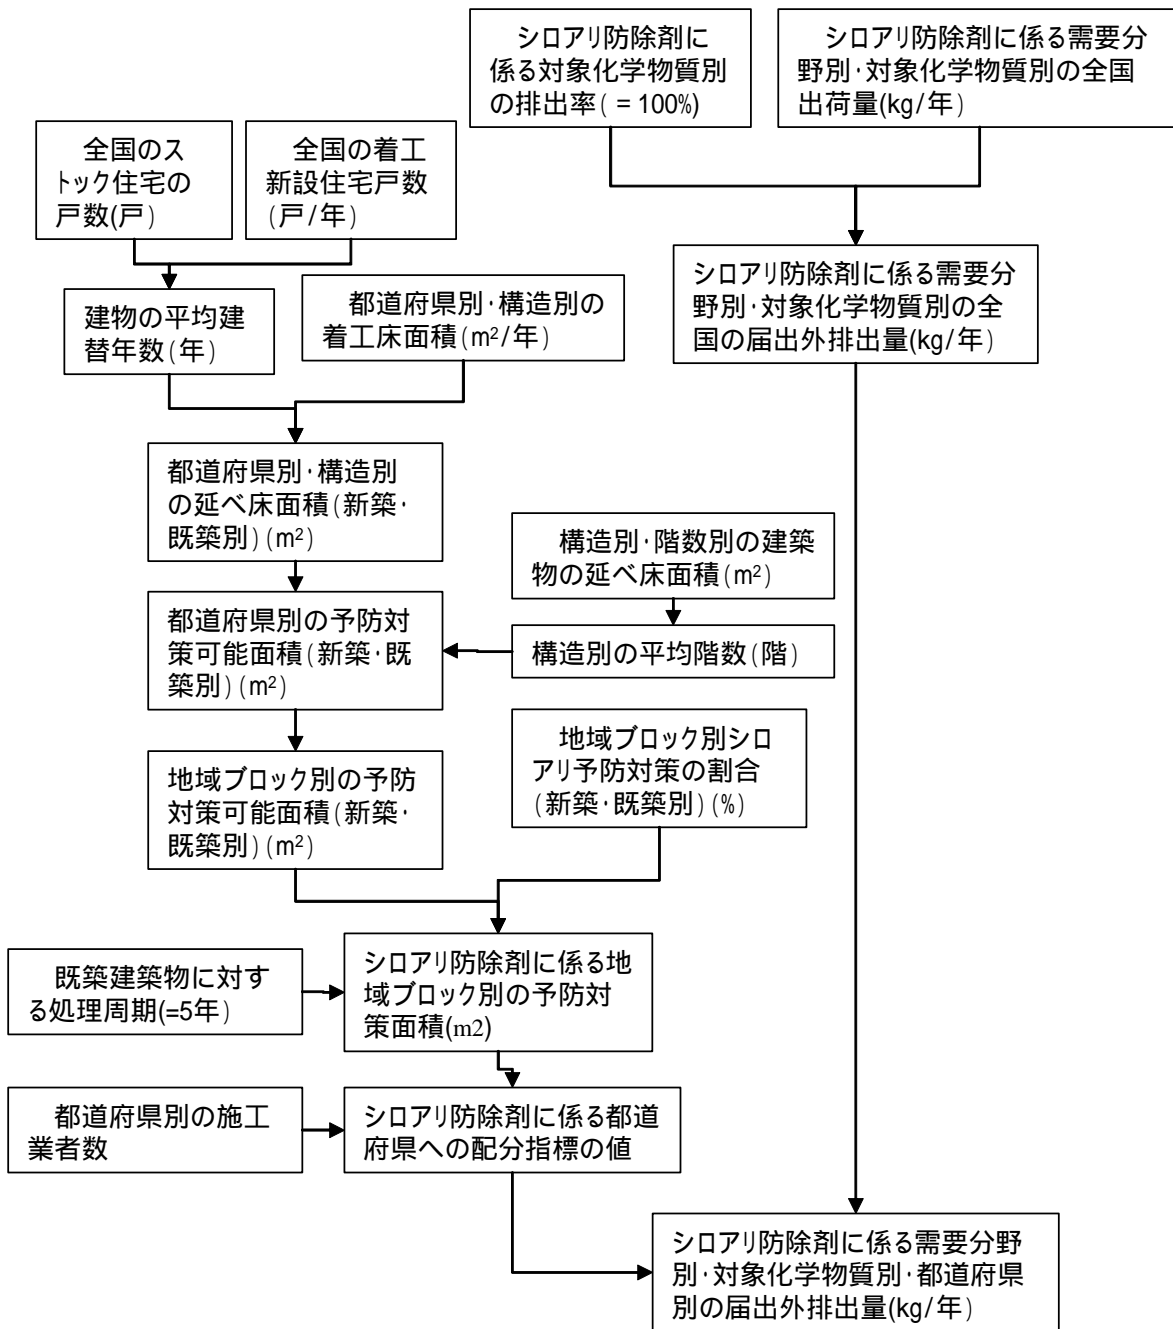 シロアリ防除剤に
係る対象化学物質別
の排出率( = 100%)
シロアリ防除剤に係る需要分
野別・対象化学物質別の全国
出荷量(kg/年)
全国のス
トック住宅の
戸数(戸)
全国の着工
新設住宅戸数
(戸/年)
シロアリ防除剤に係る需要分
野別・対象化学物質別の全
国の届出外排出量(kg/年)
建物の平均建
替年数(年)
都道府県別・構造別の
着工床面積(m²/年)
都道府県別・構造別
の延べ床面積(新築・
既築別)(m²)
構造別・階数別の建築
物の延べ床面積(m²)
都道府県別の予防対
策可能面積(新築・既
築別)(m²)
構造別の平均階数(階)
地域ブロック別の予防
対策可能面積(新築・
既築別)(m²)
地域ブロック別シロ
アリ予防対策の割合
(新築・既築別)(%)
既築建築物に対す
る処理周期(=5年)
シロアリ防除剤に係る地
域ブロック別の予防対
策面積(m2)
都道府県別の施工
業者数
シロアリ防除剤に係る都道
府県への配分指標の値
シロアリ防除剤に係る需要分野
別・対象化学物質別・都道府県
別の届出外排出量(kg/年)